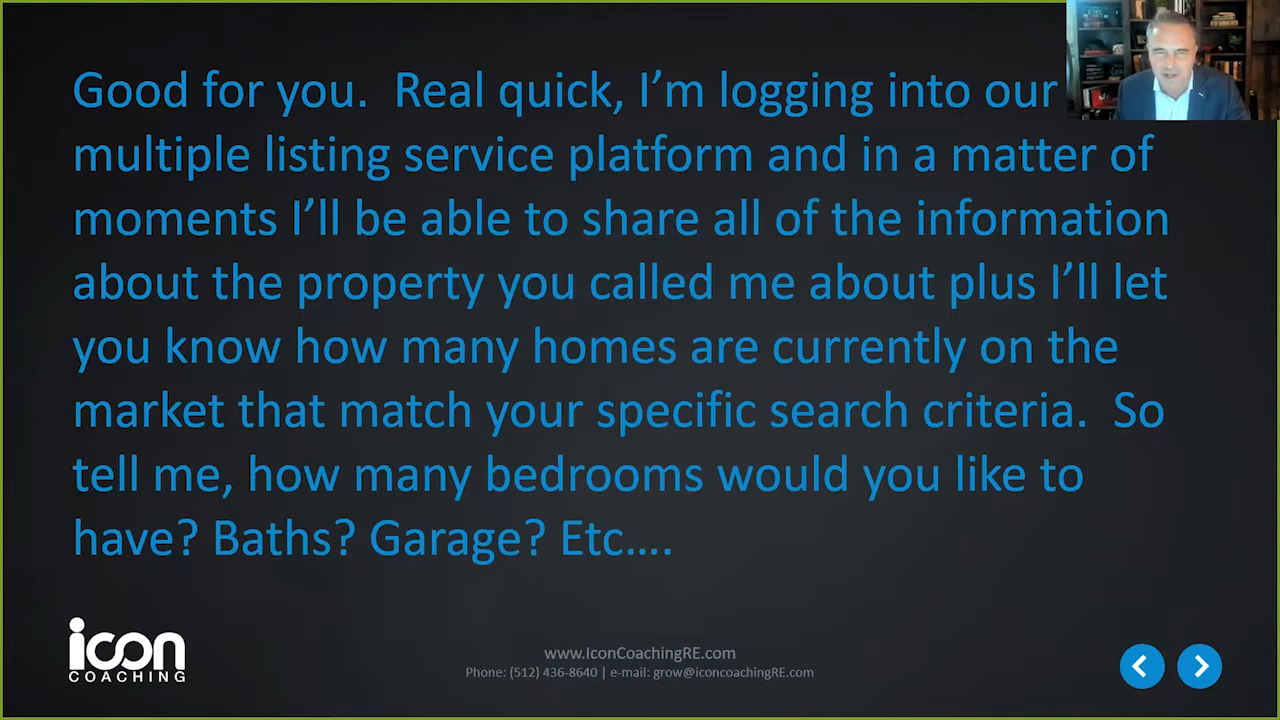 Good for you.  Real quick, I’m logging into our
multiple listing service platform and in a matter of
moments I’ll be able to share all of the information
about the property you called me about plus I’ll let
you know how many homes are currently on the
market that match your specific search criteria.  So
tell me, how many bedrooms would you like to
have? Baths? Garage? Etc….
icon
COACHING
www.IconCoachingRE.com
Phone: (512) 436-8640 | e-mail: grow@iconcoachingRE.com